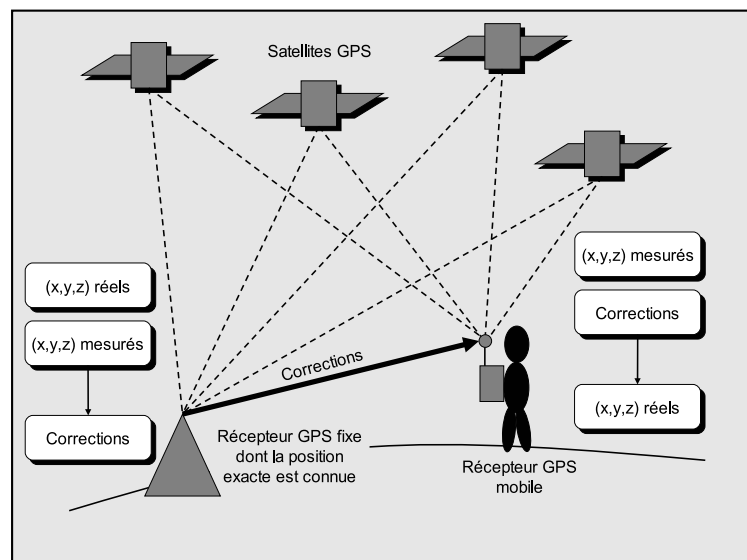 Satellites GPS
(x,y,z) réels
(x,y,z) mesurés
Corrections
Corrections
Récepteur GPS fixe
dont la position
exacte est connue
Récepteur GPS
mobile
(x,y,z) mesurés
Corrections
(x,y,z) réels